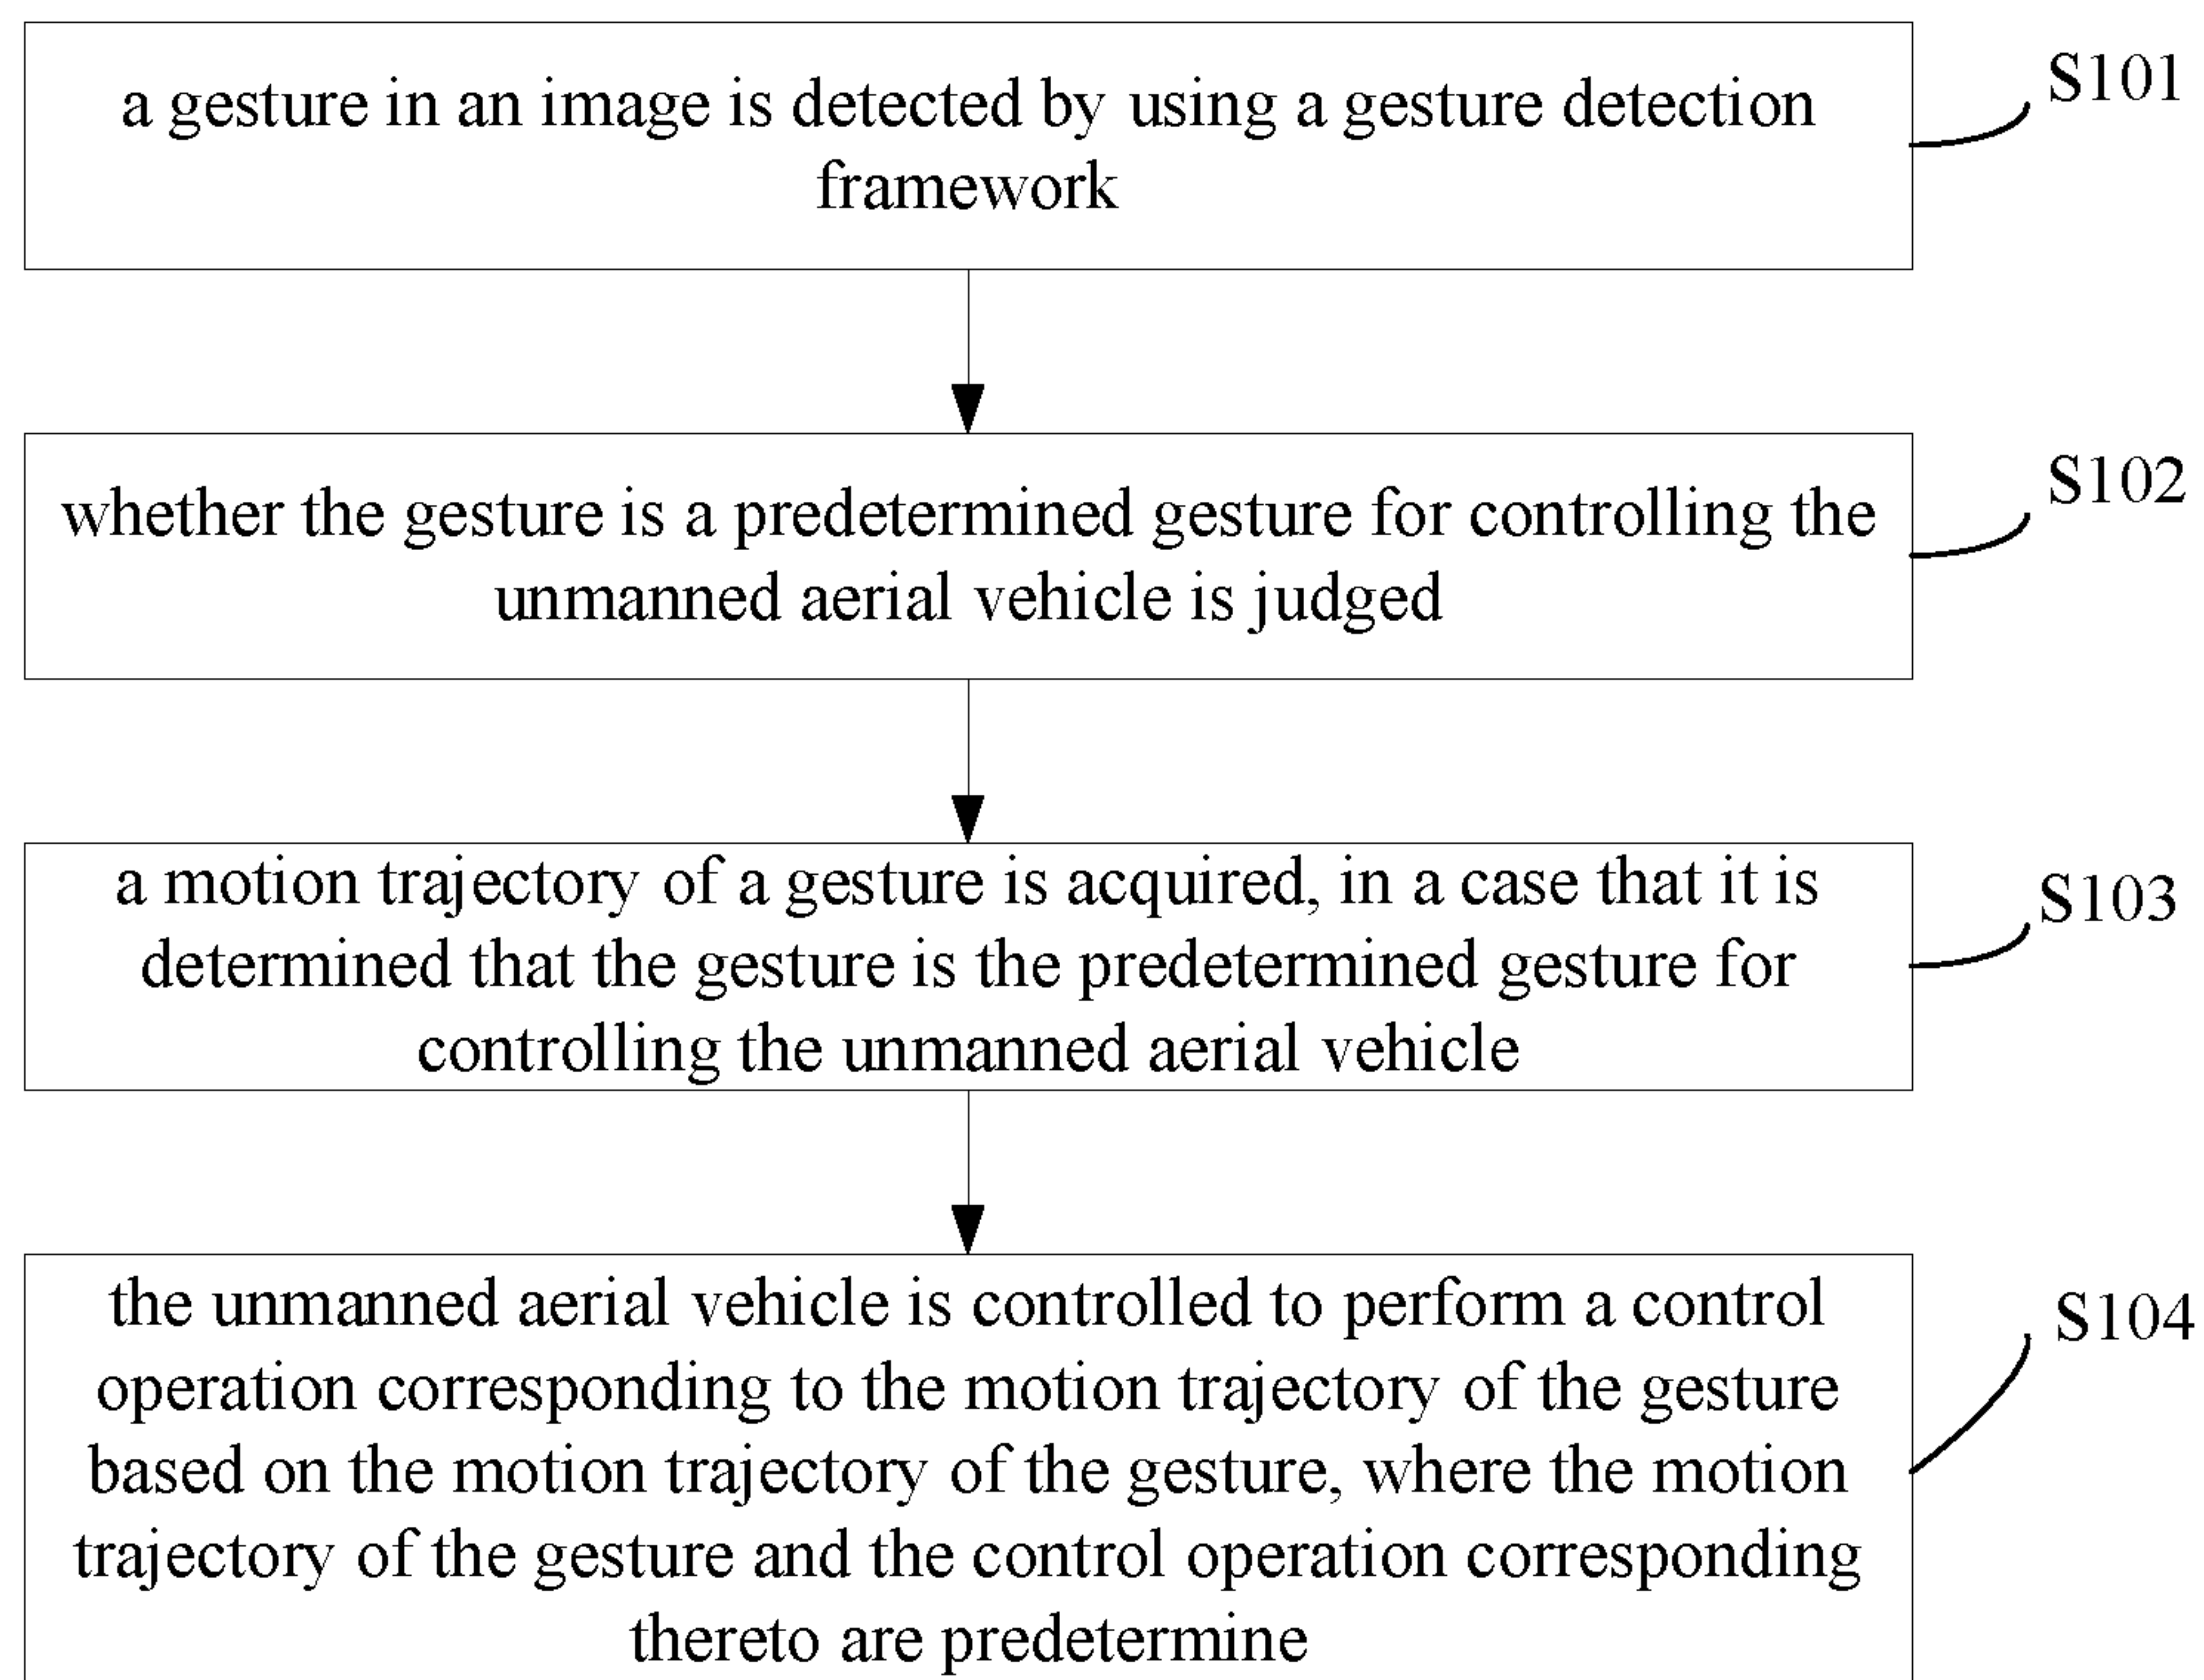 a gesture in an image is detected by using a gesture detection
framework
S101
whether the gesture is a predetermined gesture for controlling the
unmanned aerial vehicle is judged
S102
a motion trajectory of a gesture is acquired, in a case that it is
determined that the gesture is the predetermined gesture for
controlling the unmanned aerial vehicle
S103
the unmanned aerial vehicle is controlled to perform a control
operation corresponding to the motion trajectory of the gesture
based on the motion trajectory of the gesture, where the motion
trajectory of the gesture and the control operation corresponding
thereto are predetermine
S104